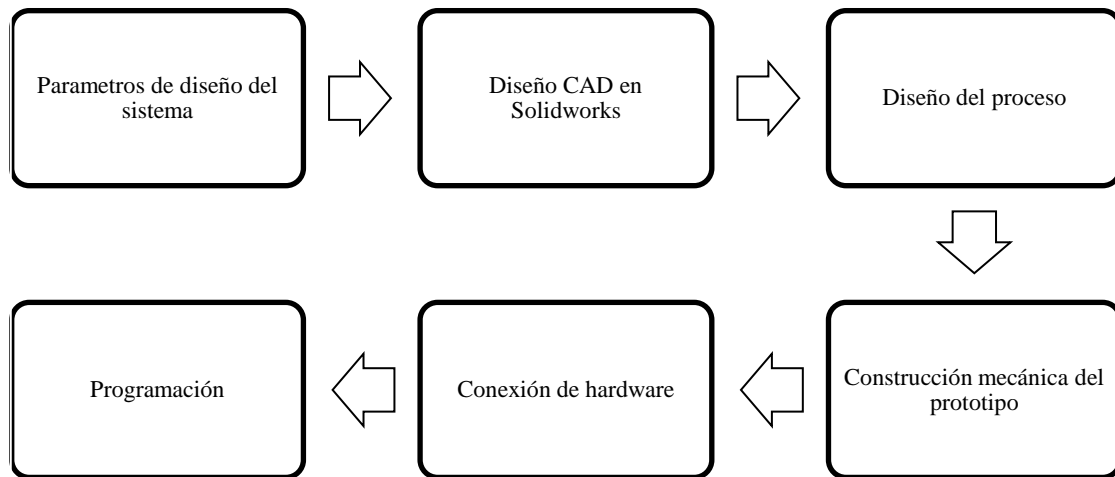 Parametros de diseño del
sistema
Diseño CAD en
Solidworks
Diseño del proceso
Construcción mecánica del
prototipo
Conexión de hardware
Programación